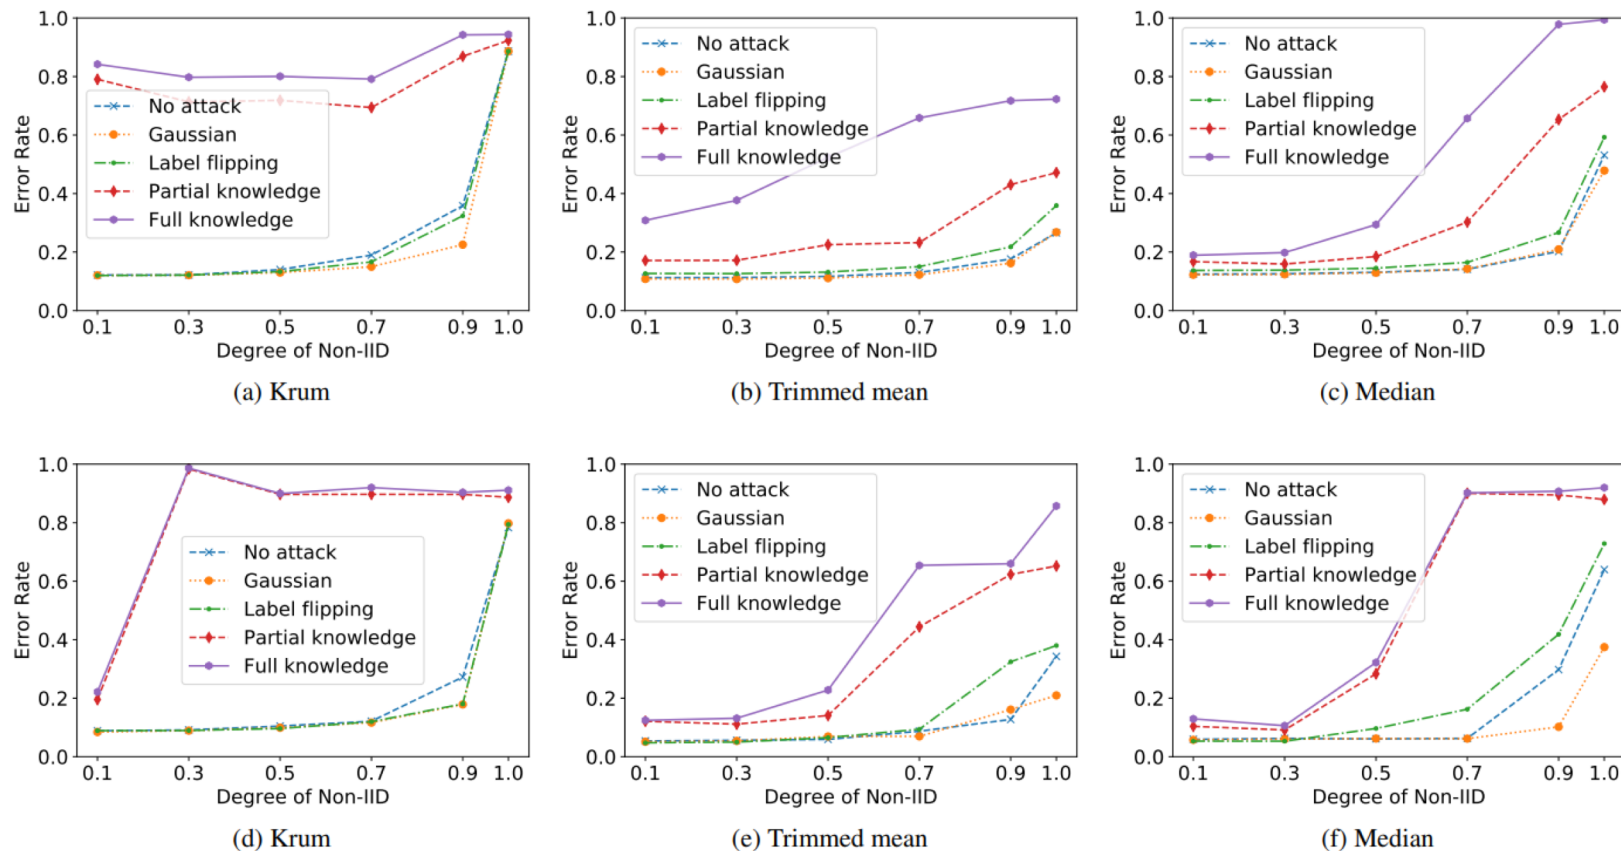 1.0
0.8
0.6
0.4
0.2
0.0
Error Rate
No attack
Gaussian
Label flipping
Partial knowledge
Full knowledge
0.1 0.3 0.5 0.7 0.9 1.0
Degree of Non-IID
(a) Krum
1.0
0.8
0.6
0.4
0.2
0.0
Error Rate
No attack
Gaussian
Label flipping
Partial knowledge
Full knowledge
0.1 0.3 0.5 0.7 0.9 1.0
Degree of Non-IID
(b) Trimmed mean
1.0
0.8
0.6
0.4
0.2
0.0
Error Rate
No attack
Gaussian
Label flipping
Partial knowledge
Full knowledge
0.1 0.3 0.5 0.7 0.9 1.0
Degree of Non-IID
(c) Median
1.0
0.8
0.6
0.4
0.2
0.0
Error Rate
No attack
Gaussian
Label flipping
Partial knowledge
Full knowledge
0.1 0.3 0.5 0.7 0.9 1.0
Degree of Non-IID
(d) Krum
1.0
0.8
0.6
0.4
0.2
0.0
Error Rate
No attack
Gaussian
Label flipping
Partial knowledge
Full knowledge
0.1 0.3 0.5 0.7 0.9 1.0
Degree of Non-IID
(e) Trimmed mean
1.0
0.8
0.6
0.4
0.2
0.0
Error Rate
No attack
Gaussian
Label flipping
Partial knowledge
Full knowledge
0.1 0.3 0.5 0.7 0.9 1.0
Degree of Non-IID
(f) Median